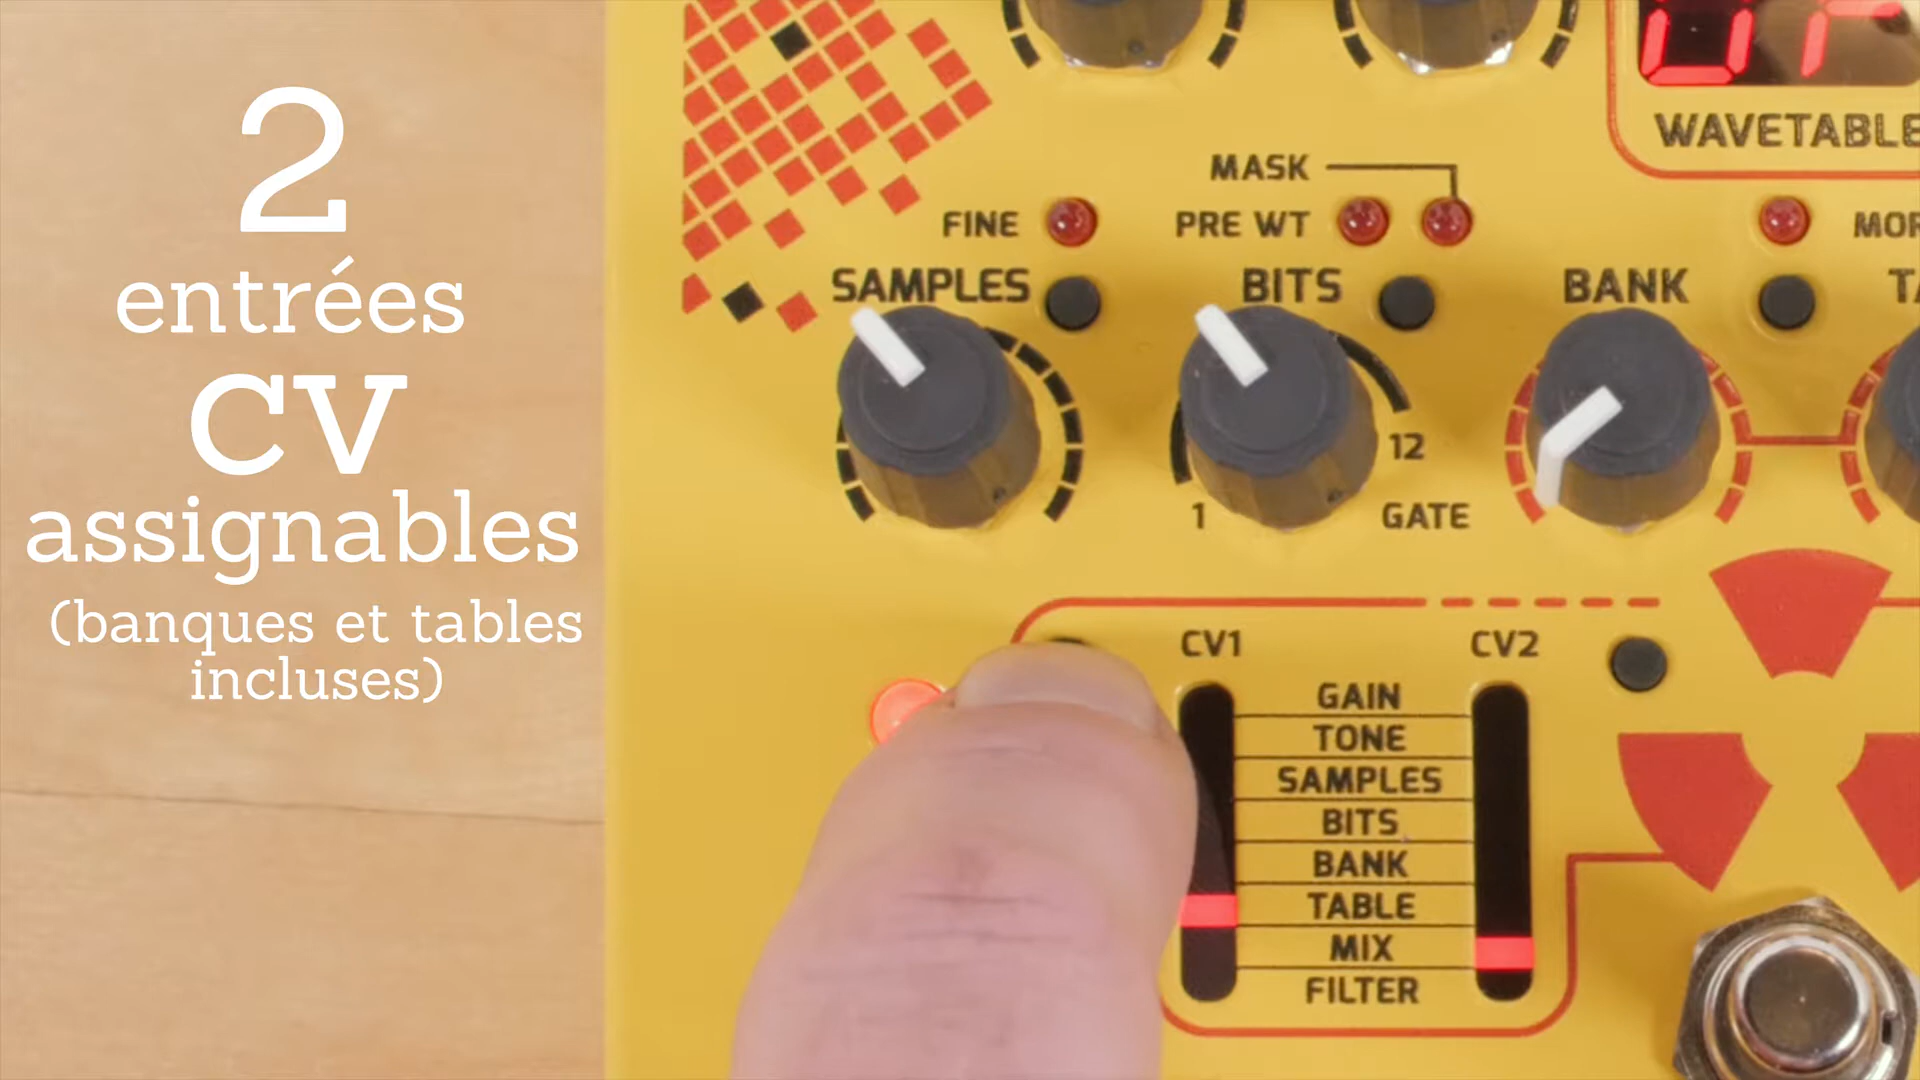 2
entrées
CV
assignables
(banques et tables
incluses)
WAVETABLE
MASK
FINE
PRE WT
SAMPLES
BITS
BANK
12
1
GATE
CV1
CV2
GAIN
TONE
SAMPLES
BITS
BANK
TABLE
MIX
FILTER